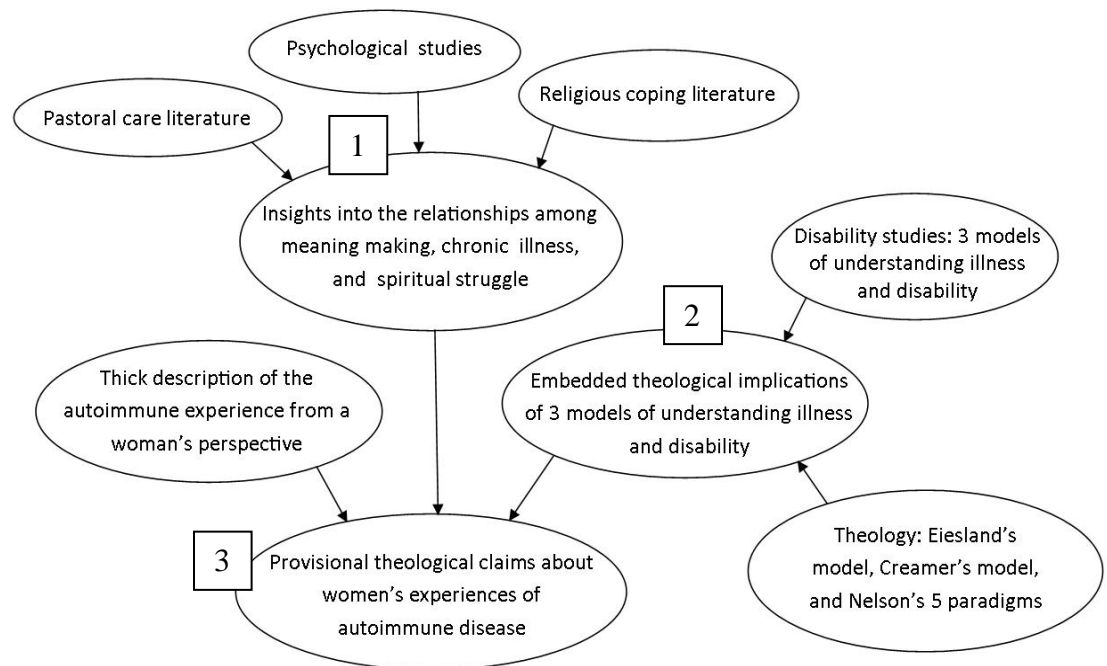 Psychological studies
Religious coping literature
Pastoral care literature
1
Insights into the relationships among
meaning making, chronic illness,
and spiritual struggle
Disability studies: 3 models
of understanding illness
and disability
2
Thick description of the
autoimmune experience from a
woman’s perspective
Embedded theological implications
of 3 models of understanding illness
and disability
3
Provisional theological claims about
women’s experiences of
autoimmune disease
Theology: Eiesland’s
model, Creamer’s model,
and Nelson’s 5 paradigms